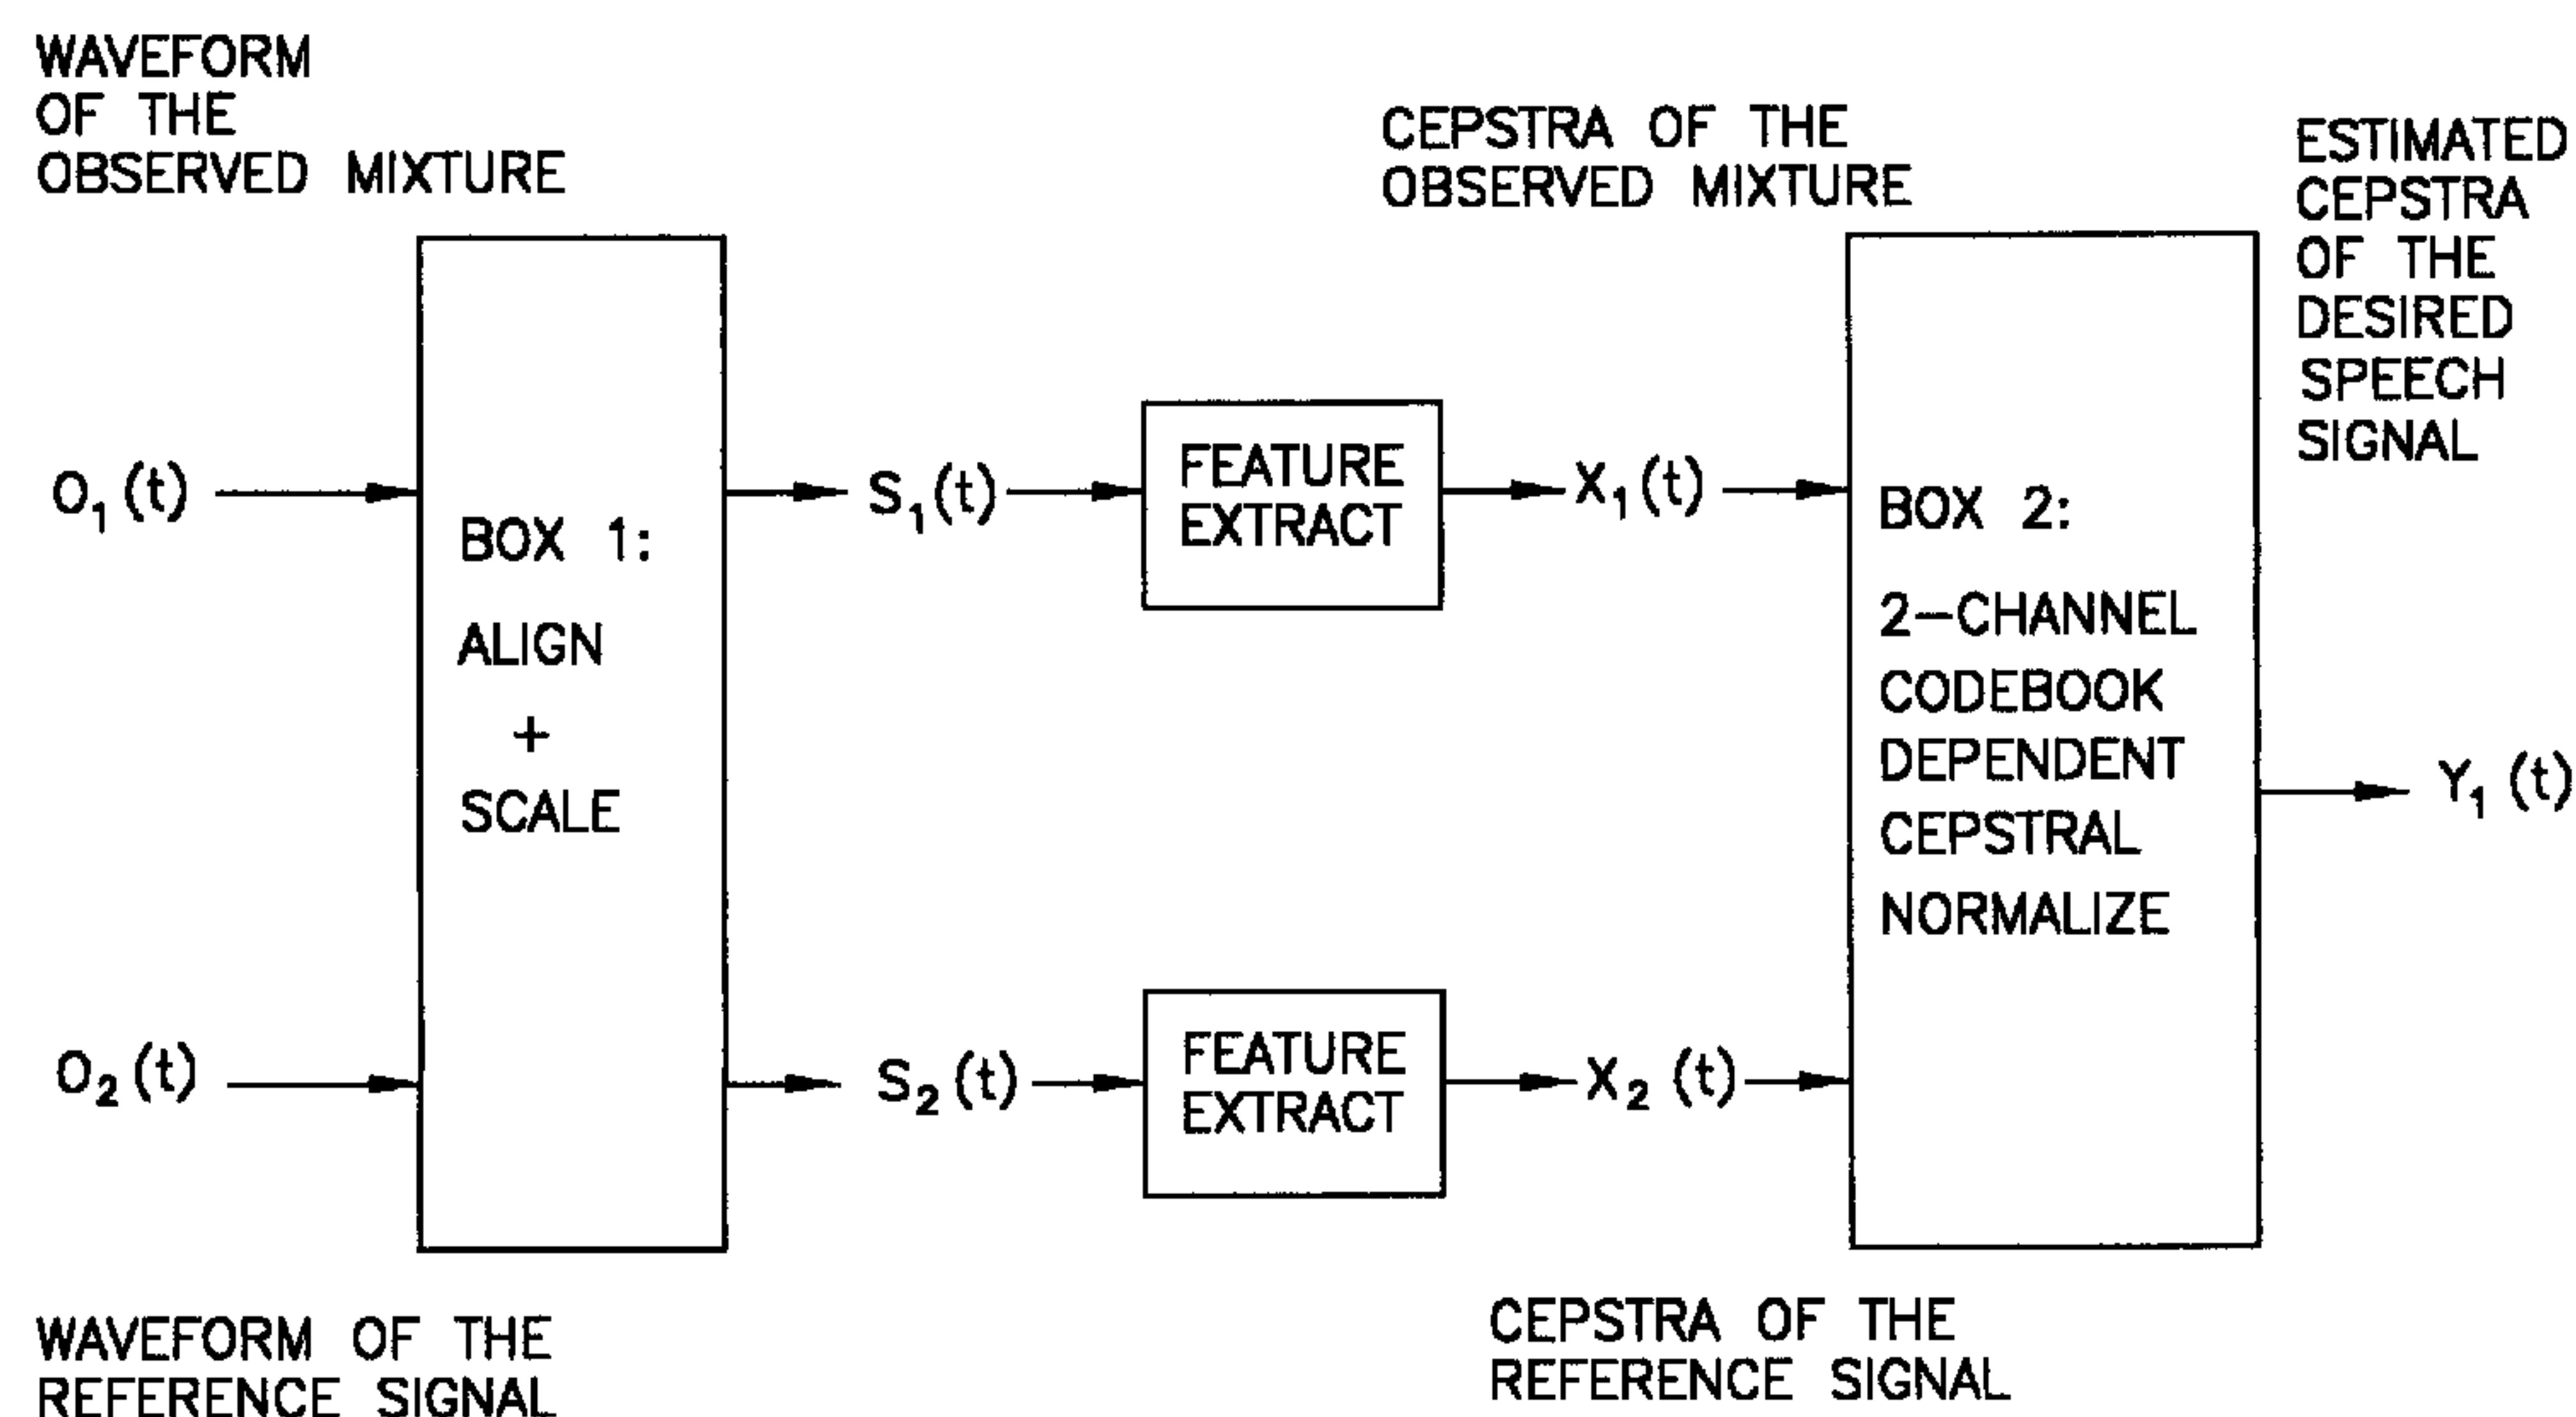 WAVEFORM
OF THE
OBSERVED MIXTURE
O₁(t)
O₂(t)
WAVEFORM OF THE
REFERENCE SIGNAL
BOX 1:
ALIGN
+
SCALE
S₁(t)
S₂(t)
FEATURE
EXTRACT
FEATURE
EXTRACT
CEPSTRA OF THE
OBSERVED MIXTURE
X₁(t)
X₂(t)
CEPSTRA OF THE
REFERENCE SIGNAL
BOX 2:
2-CHANNEL
CODEBOOK
DEPENDENT
CEPSTRAL
NORMALIZE
ESTIMATED
CEPSTRA
OF THE
DESIRED
SPEECH
SIGNAL
Y₁(t)